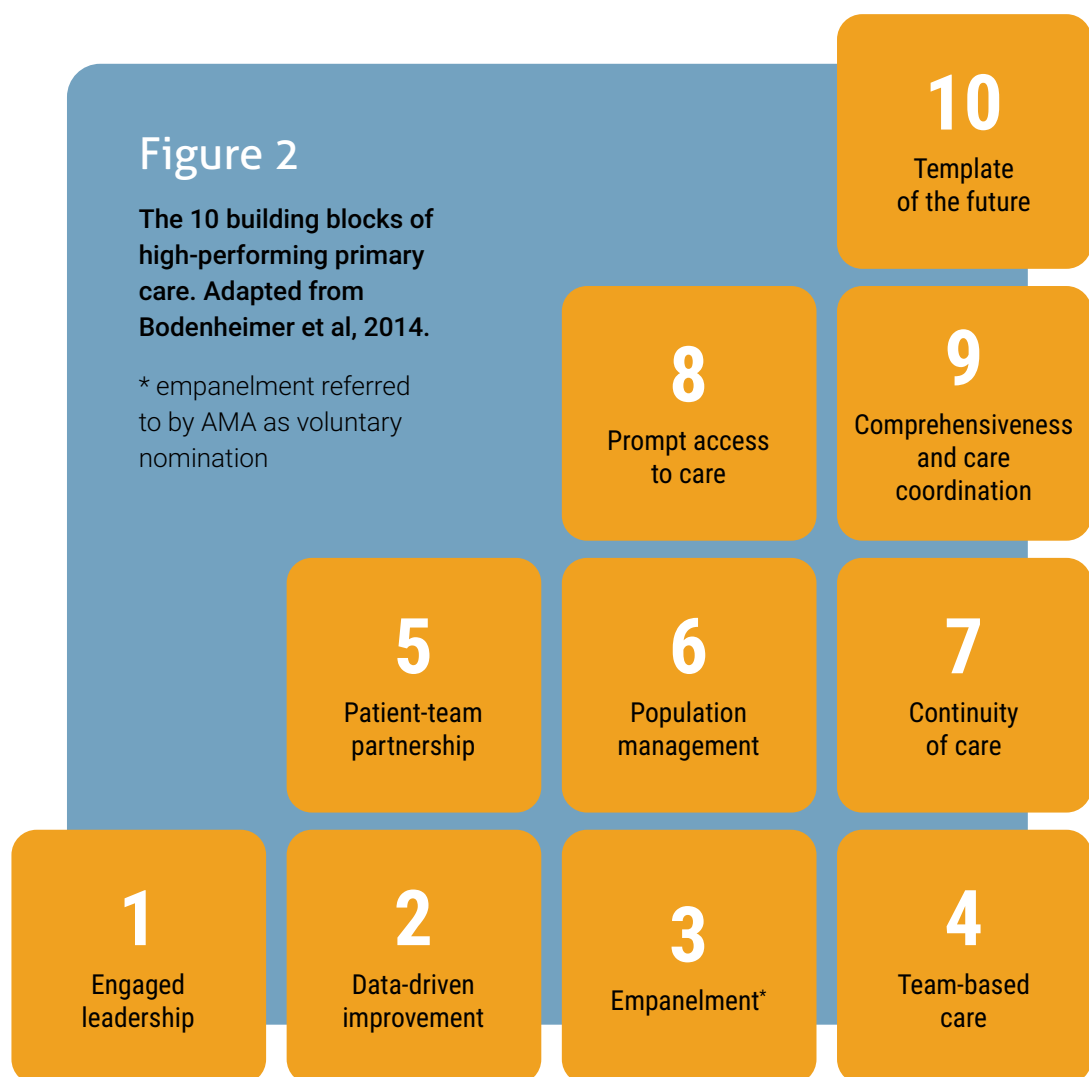 Figure 2
The 10 building blocks of
high-performing primary
care. Adapted from
Bodenheimer et al, 2014.
* empanelment referred
to by AMA as voluntary
nomination
10
Template
of the future
8
Prompt access
to care
9
Comprehensiveness
and care
coordination
5
Patient-team
partnership
6
Population
management
7
Continuity
of care
1
Engaged
leadership
2
Data-driven
improvement
3
Empanelment*
4
Team-based
care